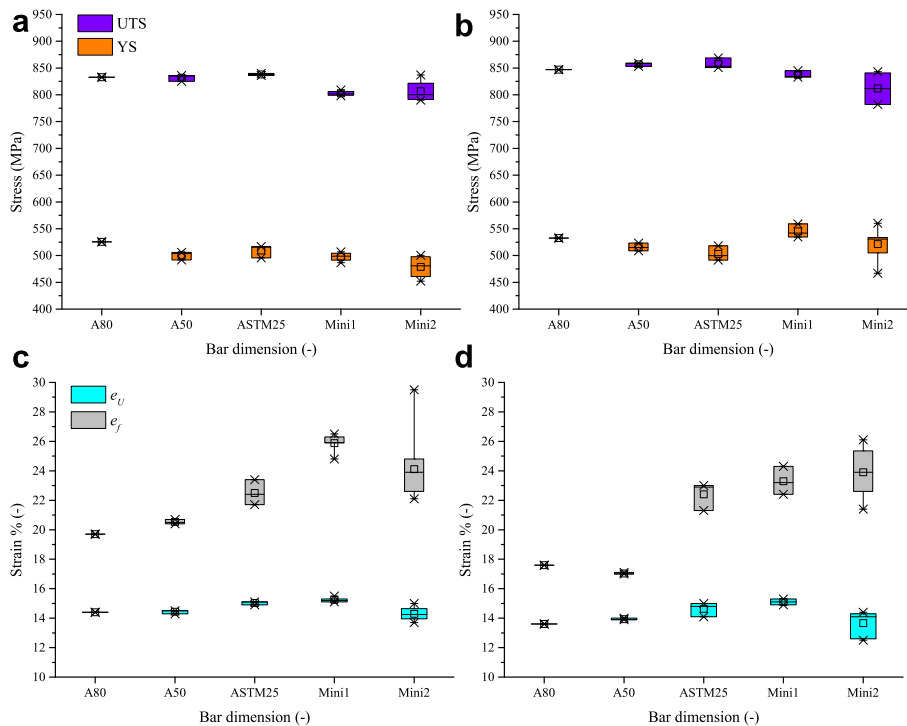 a
b
UTS
YS
950
900
850
800
750
700
650
600
550
500
450
400
Stress (MPa)
A80 A50 ASTM25 Mini1 Mini2
Bar dimension (-)
950
900
850
800
750
700
650
600
550
500
450
400
Stress (MPa)
A80 A50 ASTM25 Mini1 Mini2
Bar dimension (-)
c
d
e_U
e_f
30
28
26
24
22
20
18
16
14
12
10
Strain % (-)
A80 A50 ASTM25 Mini1 Mini2
Bar dimension (-)
30
28
26
24
22
20
18
16
14
12
10
Strain % (-)
A80 A50 ASTM25 Mini1 Mini2
Bar dimension (-)